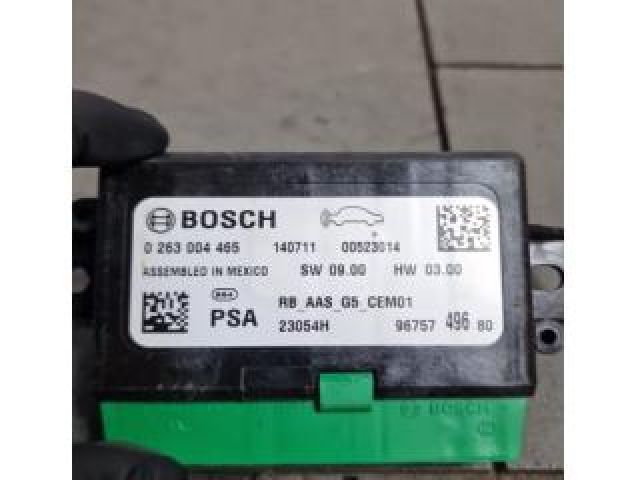 BOSCH
0 263 004 465 140711 00523014
ASSEMBLED IN MEXICO SW 09.00 HW 03.00
RB_AAS_G5_CEM01
PSA 23054H 96757 496 80
BOSCH